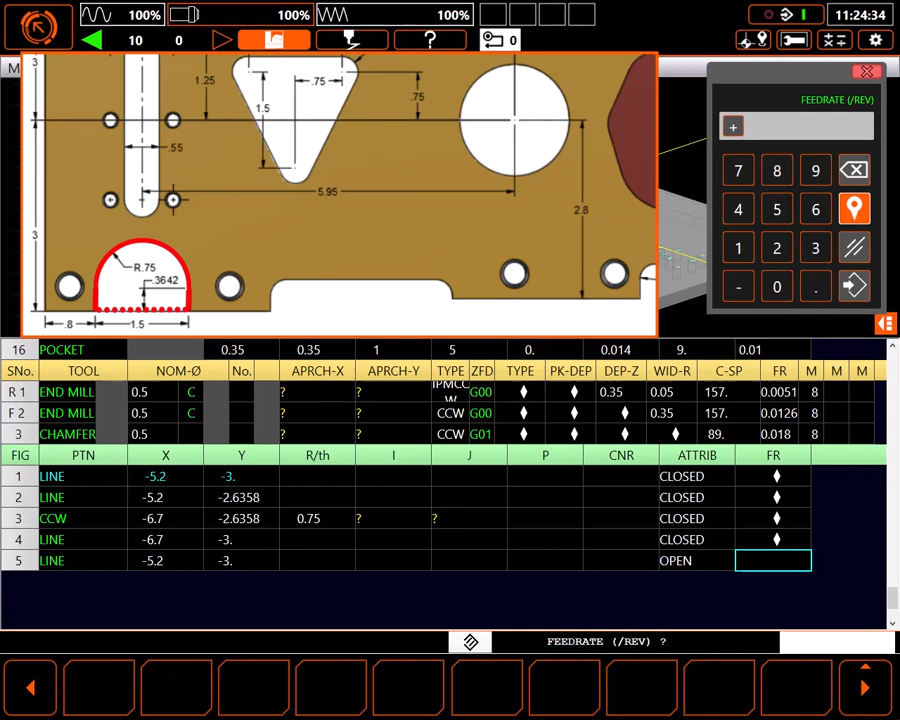 100% 100% 100% 11:24:34
10 0 ? 0
M
FEEDRATE (/REV)
+
7 8 9
4 5 6
1 2 3
- 0 .
3 1.25 .75 1.5 .75
.55
5.95
3 2.8
R.75 .3642
.8 1.5
16 POCKET 0.35 0.35 1 5 0. 0.014 9. 0.01
SNo. TOOL NOM-Ø No. APRCH-X APRCH-Y TYPE ZFD TYPE PK-DEP DEP-Z WID-R C-SP FR M M M
R 1 END MILL 0.5 C ? ? IPMCC W G00 0.35 0.05 157. 0.0051 8
F 2 END MILL 0.5 C ? ? CCW G00 0.35 157. 0.0126 8
3 CHAMFER 0.5 ? ? CCW G01 89. 0.018 8
FIG PTN X Y R/th I J P CNR ATTRIB FR
1 LINE -5.2 -3. CLOSED
2 LINE -5.2 -2.6358 CLOSED
3 CCW -6.7 -2.6358 0.75 ? ? CLOSED
4 LINE -6.7 -3. CLOSED
5 LINE -5.2 -3. OPEN
FEEDRATE (/REV) ?